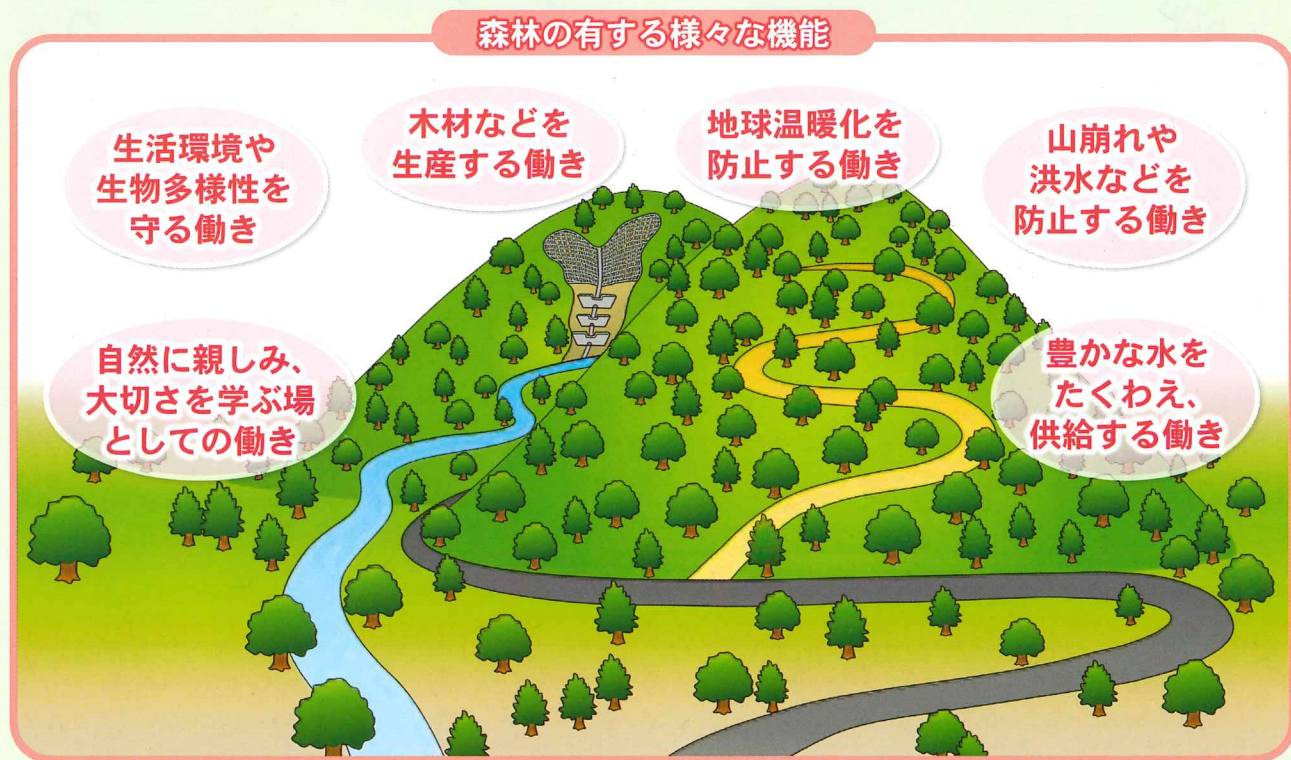 森林の有する様々な機能
生活環境や
生物多様性を
守る働き
木材などを
生産する働き
地球温暖化を
防止する働き
山崩れや
洪水などを
防止する働き
自然に親しみ、
大切さを学ぶ場
としての働き
豊かな水を
たくわえ、
供給する働き